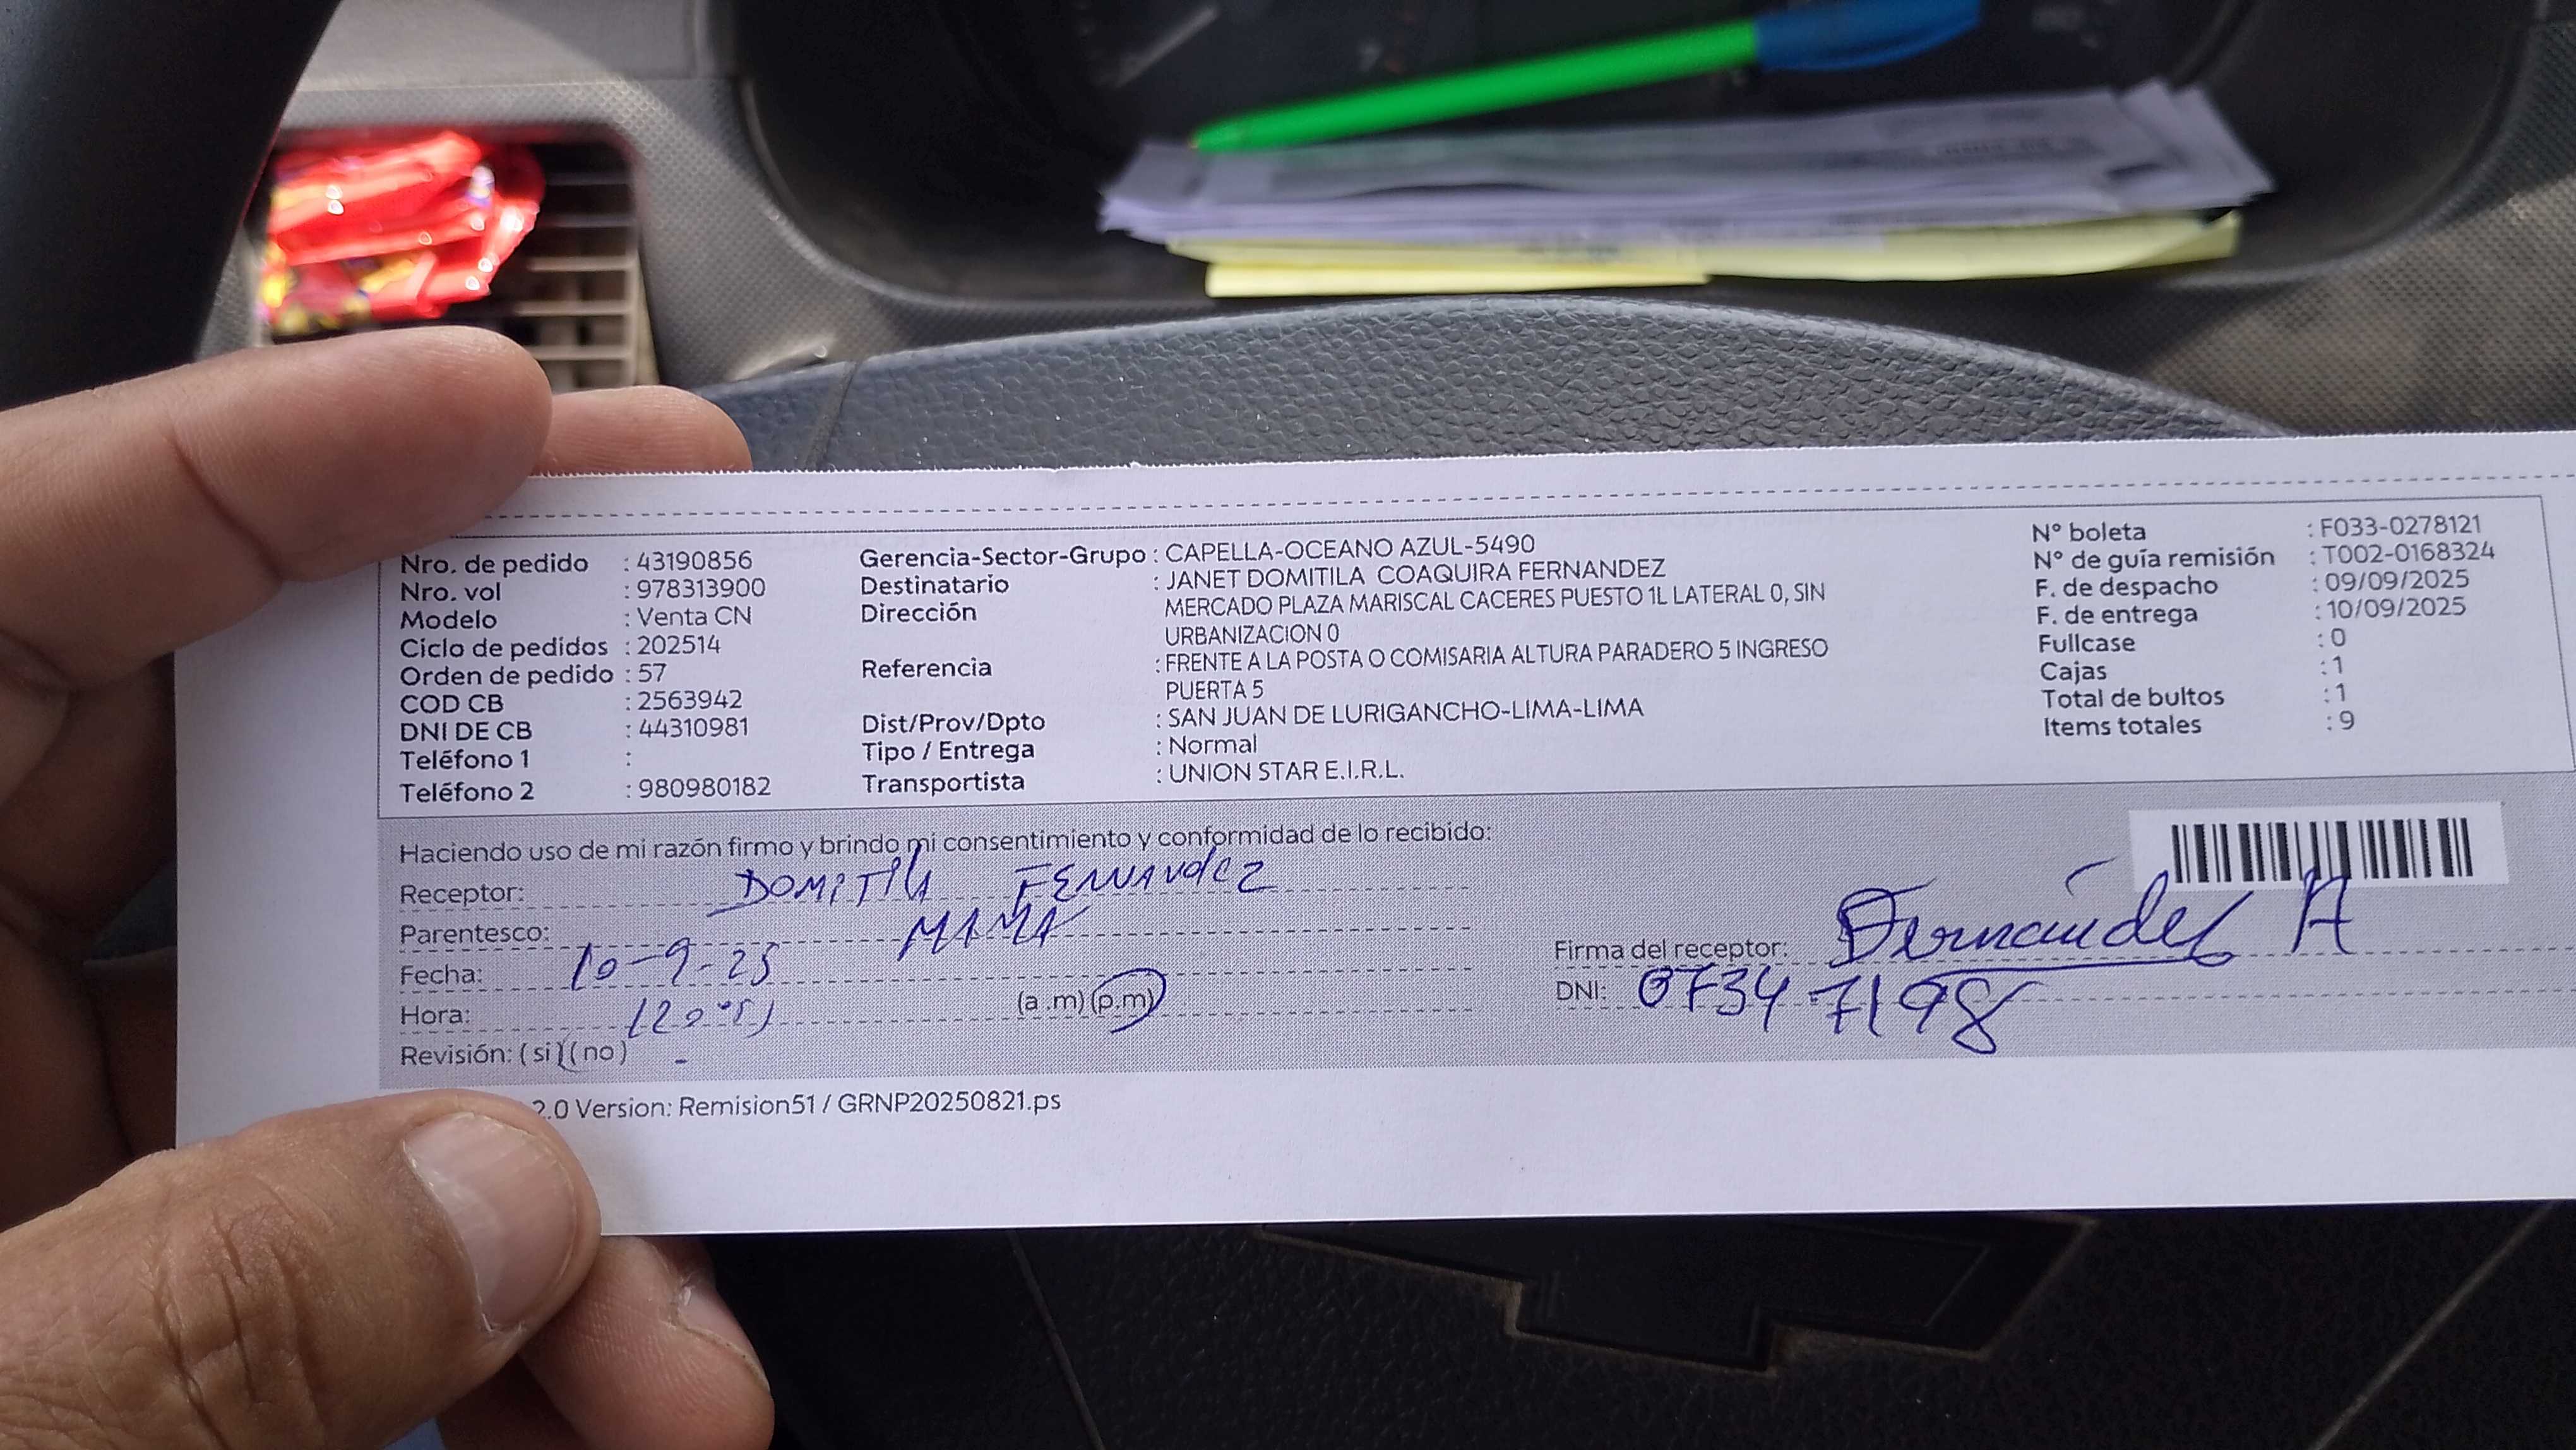 Nro. de pedido : 43190856
Nro. vol : 978313900
Modelo : Venta CN
Ciclo de pedidos : 202514
Orden de pedido : 57
COD CB : 2563942
DNI DE CB : 44310981
Teléfono 1 :
Teléfono 2 : 980980182
Gerencia-Sector-Grupo : CAPELLA-OCEANO AZUL-5490
Destinatario : JANET DOMITILA COAQUIRA FERNANDEZ
Dirección MERCADO PLAZA MARISCAL CACERES PUESTO 1L LATERAL 0, SIN
URBANIZACION 0
Referencia : FRENTE A LA POSTA O COMISARIA ALTURA PARADERO 5 INGRESO
PUERTA 5
Dist/Prov/Dpto : SAN JUAN DE LURIGANCHO-LIMA-LIMA
Tipo / Entrega : Normal
Transportista : UNION STAR E.I.R.L.
N° boleta : F033-0278121
N° de guía remisión : T002-0168324
F. de despacho : 09/09/2025
F. de entrega : 10/09/2025
Fullcase : 0
Cajas : 1
Total de bultos : 1
Items totales : 9
Haciendo uso de mi razón firmo y brindo mi consentimiento y conformidad de lo recibido:
Receptor: DOMITILA FERNANDEZ
Parentesco: MAMA
Fecha: 10-9-25
Hora: (a.m) (p.m)
Revisión: (si) (no) -
Firma del receptor: Fernández A
DNI: 07347198
2.0 Version: Remision51 / GRNP20250821.ps